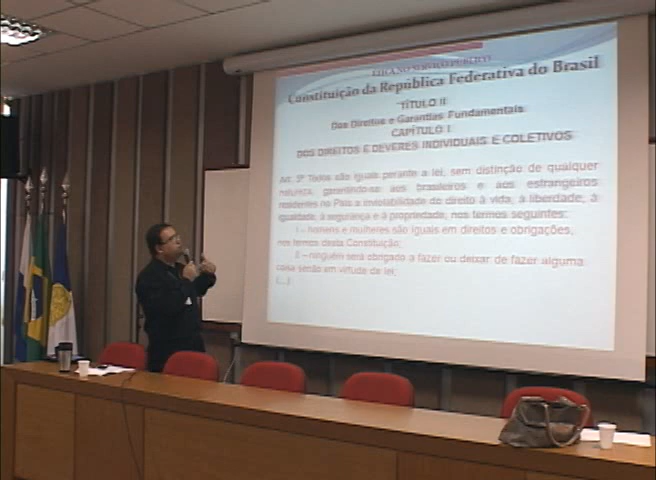 ÉTICA NO SERVIÇO PÚBLICO
Constituição da República Federativa do Brasil
TÍTULO II
Dos Direitos e Garantias Fundamentais
CAPÍTULO I
DOS DIREITOS E DEVERES INDIVIDUAIS E COLETIVOS
Art. 5º Todos são iguais perante a lei, sem distinção de qualquer
natureza, garantindo-se aos brasileiros e aos estrangeiros
residentes no País a inviolabilidade do direito à vida, à liberdade, à
igualdade, à segurança e à propriedade, nos termos seguintes:
I – homens e mulheres são iguais em direitos e obrigações,
nos termos desta Constituição;
II – ninguém será obrigado a fazer ou deixar de fazer alguma
coisa senão em virtude de lei;
(...)